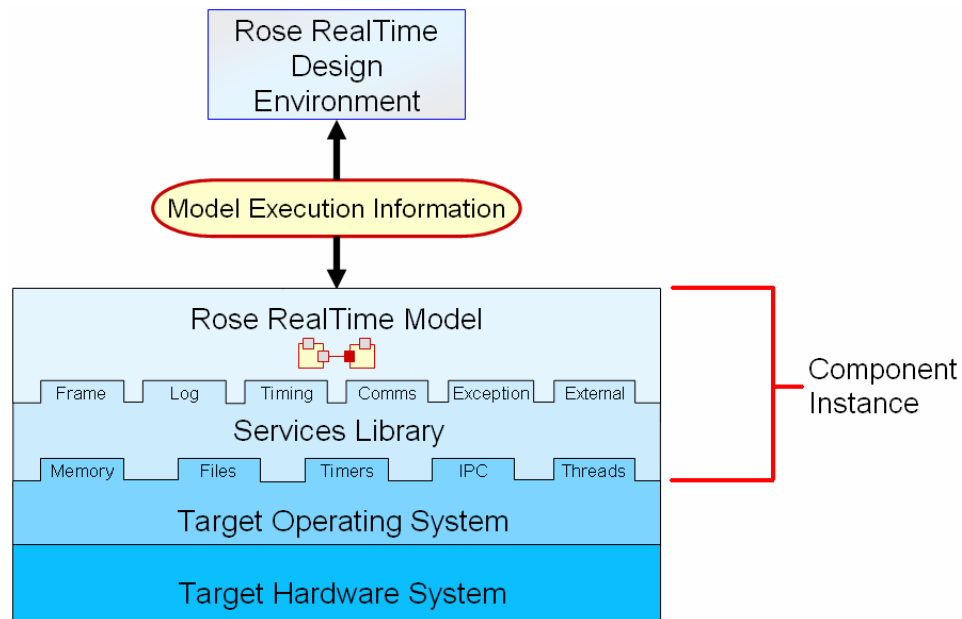 Rose RealTime
Design
Environment
Model Execution Information
Rose RealTime Model
Frame Log Timing Comms Exception External
Services Library
Memory Files Timers IPC Threads
Target Operating System
Target Hardware System
Component
Instance